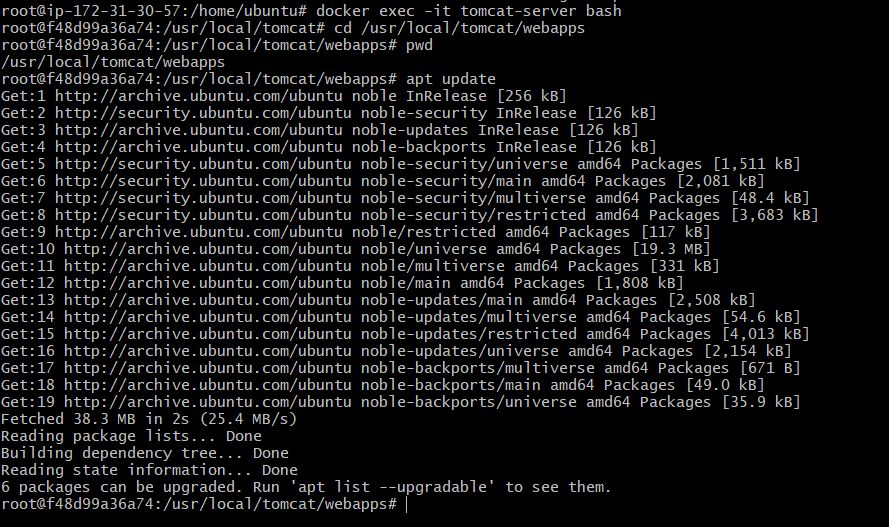 root@ip-172-31-30-57:/home/ubuntu# docker exec -it tomcat-server bash
root@f48d99a36a74:/usr/local/tomcat# cd /usr/local/tomcat/webapps
root@f48d99a36a74:/usr/local/tomcat/webapps# pwd
/usr/local/tomcat/webapps
root@f48d99a36a74:/usr/local/tomcat/webapps# apt update
Get:1 http://archive.ubuntu.com/ubuntu noble InRelease [256 kB]
Get:2 http://security.ubuntu.com/ubuntu noble-security InRelease [126 kB]
Get:3 http://archive.ubuntu.com/ubuntu noble-updates InRelease [126 kB]
Get:4 http://archive.ubuntu.com/ubuntu noble-backports InRelease [126 kB]
Get:5 http://security.ubuntu.com/ubuntu noble-security/universe amd64 Packages [1,511 kB]
Get:6 http://security.ubuntu.com/ubuntu noble-security/main amd64 Packages [2,081 kB]
Get:7 http://security.ubuntu.com/ubuntu noble-security/multiverse amd64 Packages [48.4 kB]
Get:8 http://security.ubuntu.com/ubuntu noble-security/restricted amd64 Packages [3,683 kB]
Get:9 http://archive.ubuntu.com/ubuntu noble/restricted amd64 Packages [117 kB]
Get:10 http://archive.ubuntu.com/ubuntu noble/universe amd64 Packages [19.3 MB]
Get:11 http://archive.ubuntu.com/ubuntu noble/multiverse amd64 Packages [331 kB]
Get:12 http://archive.ubuntu.com/ubuntu noble/main amd64 Packages [1,808 kB]
Get:13 http://archive.ubuntu.com/ubuntu noble-updates/main amd64 Packages [2,508 kB]
Get:14 http://archive.ubuntu.com/ubuntu noble-updates/multiverse amd64 Packages [54.6 kB]
Get:15 http://archive.ubuntu.com/ubuntu noble-updates/restricted amd64 Packages [4,013 kB]
Get:16 http://archive.ubuntu.com/ubuntu noble-updates/universe amd64 Packages [2,154 kB]
Get:17 http://archive.ubuntu.com/ubuntu noble-backports/multiverse amd64 Packages [671 B]
Get:18 http://archive.ubuntu.com/ubuntu noble-backports/main amd64 Packages [49.0 kB]
Get:19 http://archive.ubuntu.com/ubuntu noble-backports/universe amd64 Packages [35.9 kB]
Fetched 38.3 MB in 2s (25.4 MB/s)
Reading package lists... Done
Building dependency tree... Done
Reading state information... Done
6 packages can be upgraded. Run 'apt list --upgradable' to see them.
root@f48d99a36a74:/usr/local/tomcat/webapps#